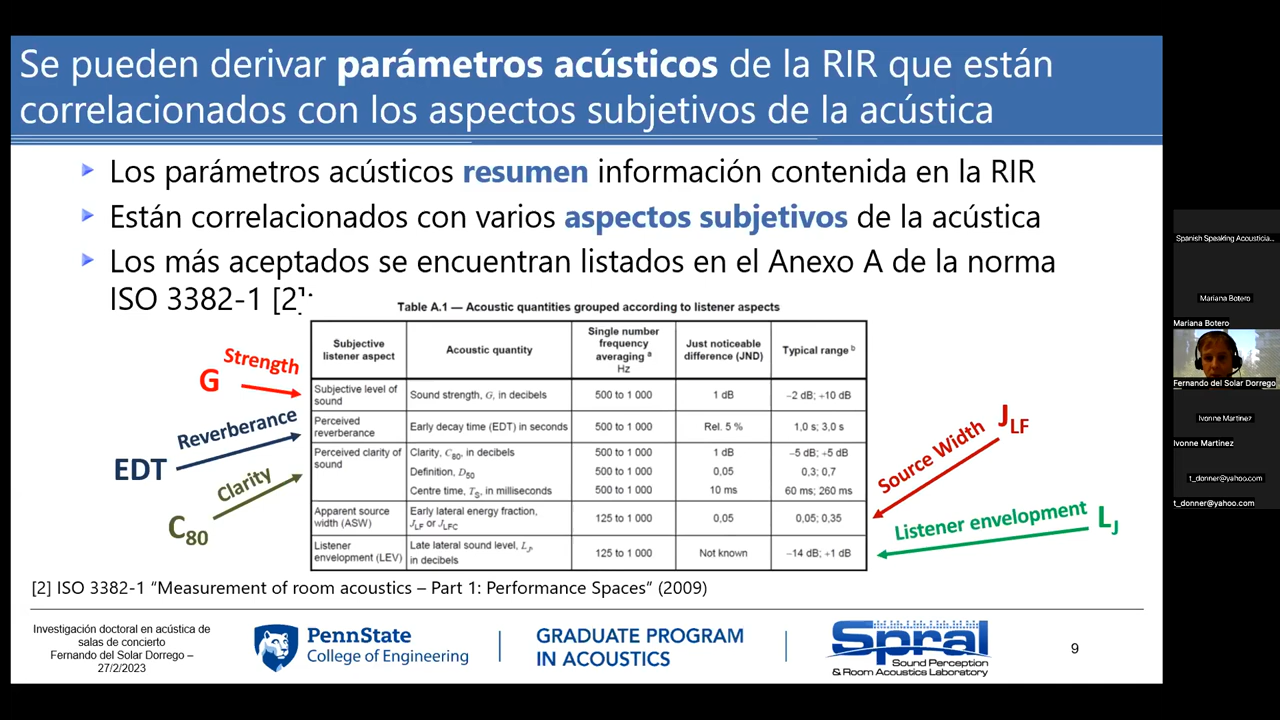 Se pueden derivar parámetros acústicos de la RIR que están
correlacionados con los aspectos subjetivos de la acústica
Los parámetros acústicos resumen información contenida en la RIR
Están correlacionados con varios aspectos subjetivos de la acústica
Los más aceptados se encuentran listados en el Anexo A de la norma
ISO 3382-1 [2]:
Table A.1 — Acoustic quantities grouped according to listener aspects
Subjective listener aspect
Acoustic quantity
Single number frequency averaging a Hz
Just noticeable difference (JND)
Typical range b
Subjective level of sound
Sound strength, G, in decibels
500 to 1 000
1 dB
−2 dB; +10 dB
Perceived reverberance
Early decay time (EDT) in seconds
500 to 1 000
Rel. 5 %
1,0 s; 3,0 s
Perceived clarity of sound
Clarity, C80, in decibels
500 to 1 000
1 dB
−5 dB; +5 dB
Definition, D50
500 to 1 000
0,05
0,3; 0,7
Centre time, TS, in milliseconds
500 to 1 000
10 ms
60 ms; 260 ms
Apparent source width (ASW)
Early lateral energy fraction, JLF or JLFC
125 to 1 000
0,05
0,05; 0,35
Listener envelopment (LEV)
Late lateral sound level, LJ, in decibels
125 to 1 000
Not known
−14 dB; +1 dB
Strength
G
Reverberance
EDT
Clarity
C80
Source Width
JLF
Listener envelopment
LJ
[2] ISO 3382-1 “Measurement of room acoustics – Part 1: Performance Spaces” (2009)
Investigación doctoral en acústica de
salas de concierto
Fernando del Solar Dorrego –
27/2/2023
PennState
College of Engineering
GRADUATE PROGRAM
IN ACOUSTICS
Spral
Sound Perception
& Room Acoustics Laboratory
9
Spanish Speaking Acousticia...
Mariana Botero
Mariana Botero
Fernando del Solar Dorrego
Ivonne Martinez
Ivonne Martinez
t_donner@yahoo.com
t_donner@yahoo.com